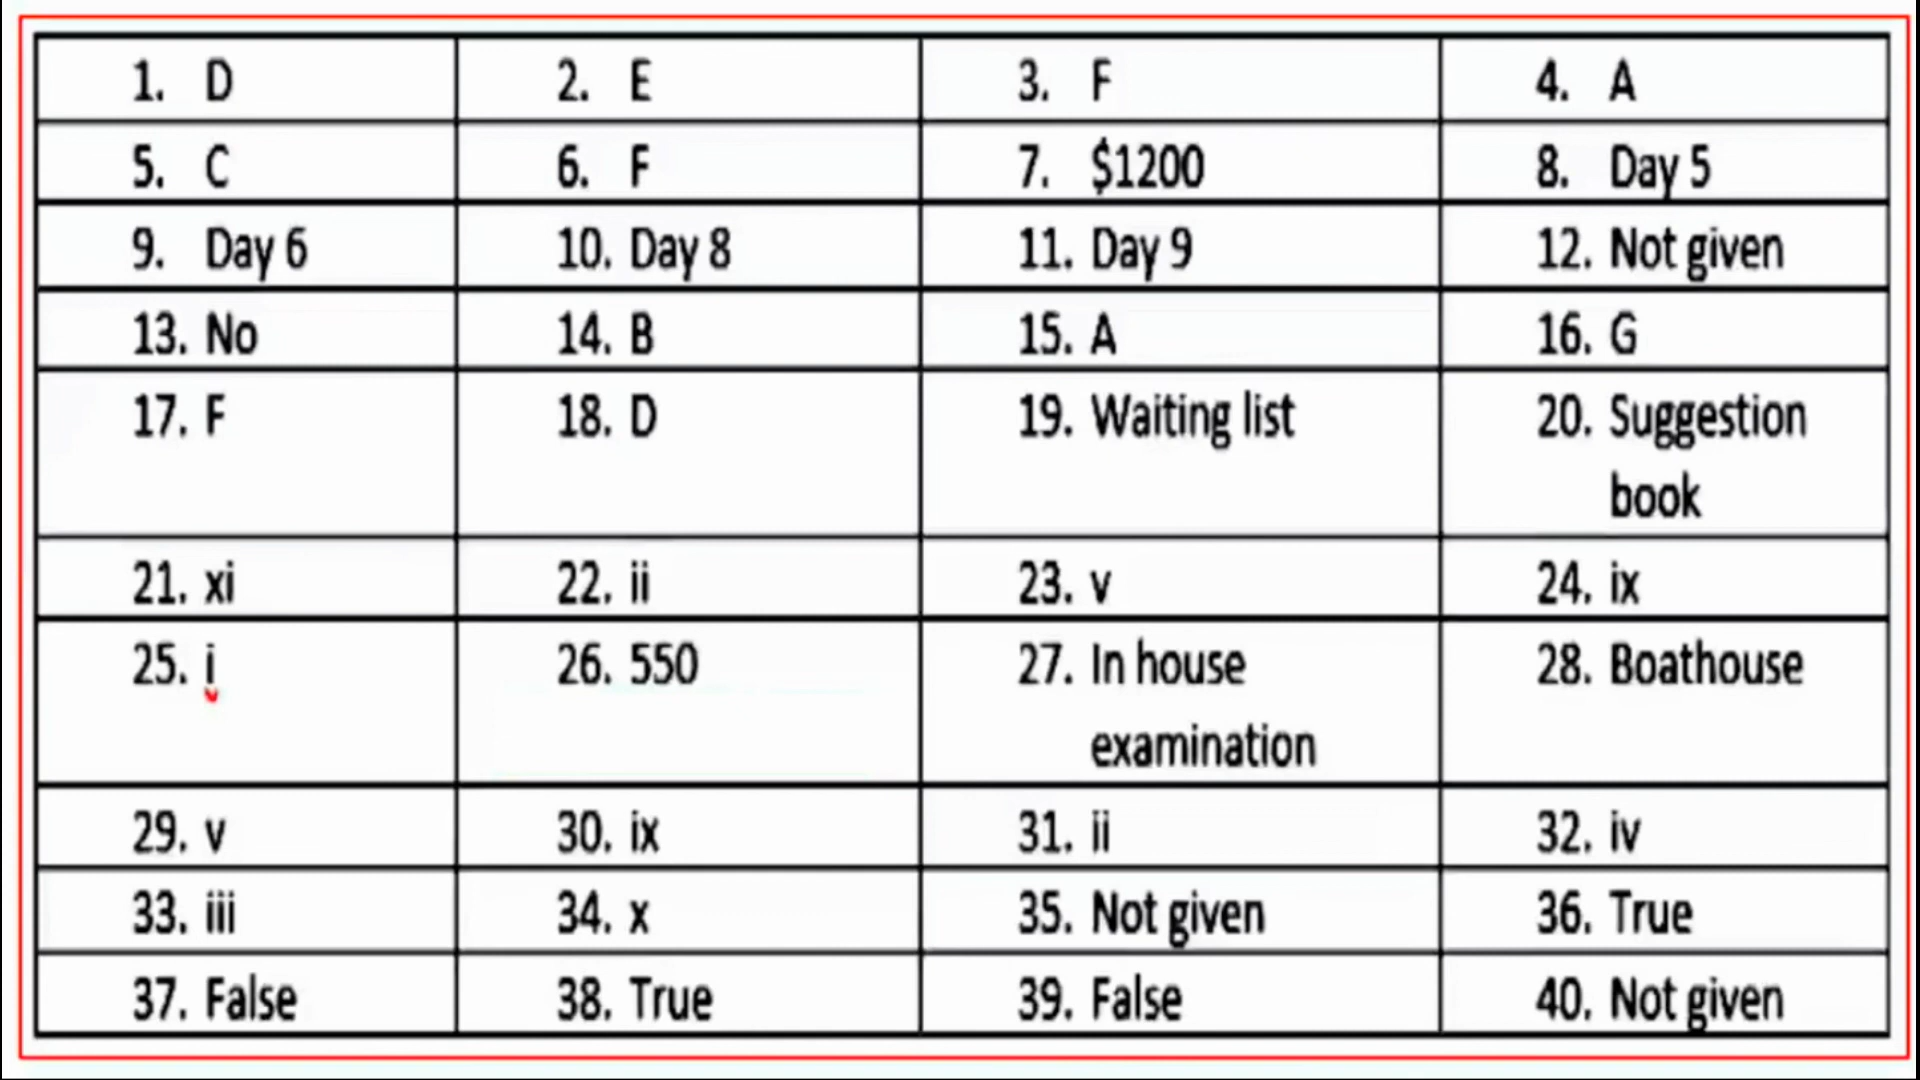 1. D 2. E 3. F 4. A
5. C 6. F 7. $1200 8. Day 5
9. Day 6 10. Day 8 11. Day 9 12. Not given
13. No 14. B 15. A 16. G
17. F 18. D 19. Waiting list 20. Suggestion
book
21. xi 22. ii 23. v 24. ix
25. i 26. 550 27. In house 28. Boathouse
examination
29. v 30. ix 31. ii 32. iv
33. iii 34. x 35. Not given 36. True
37. False 38. True 39. False 40. Not given